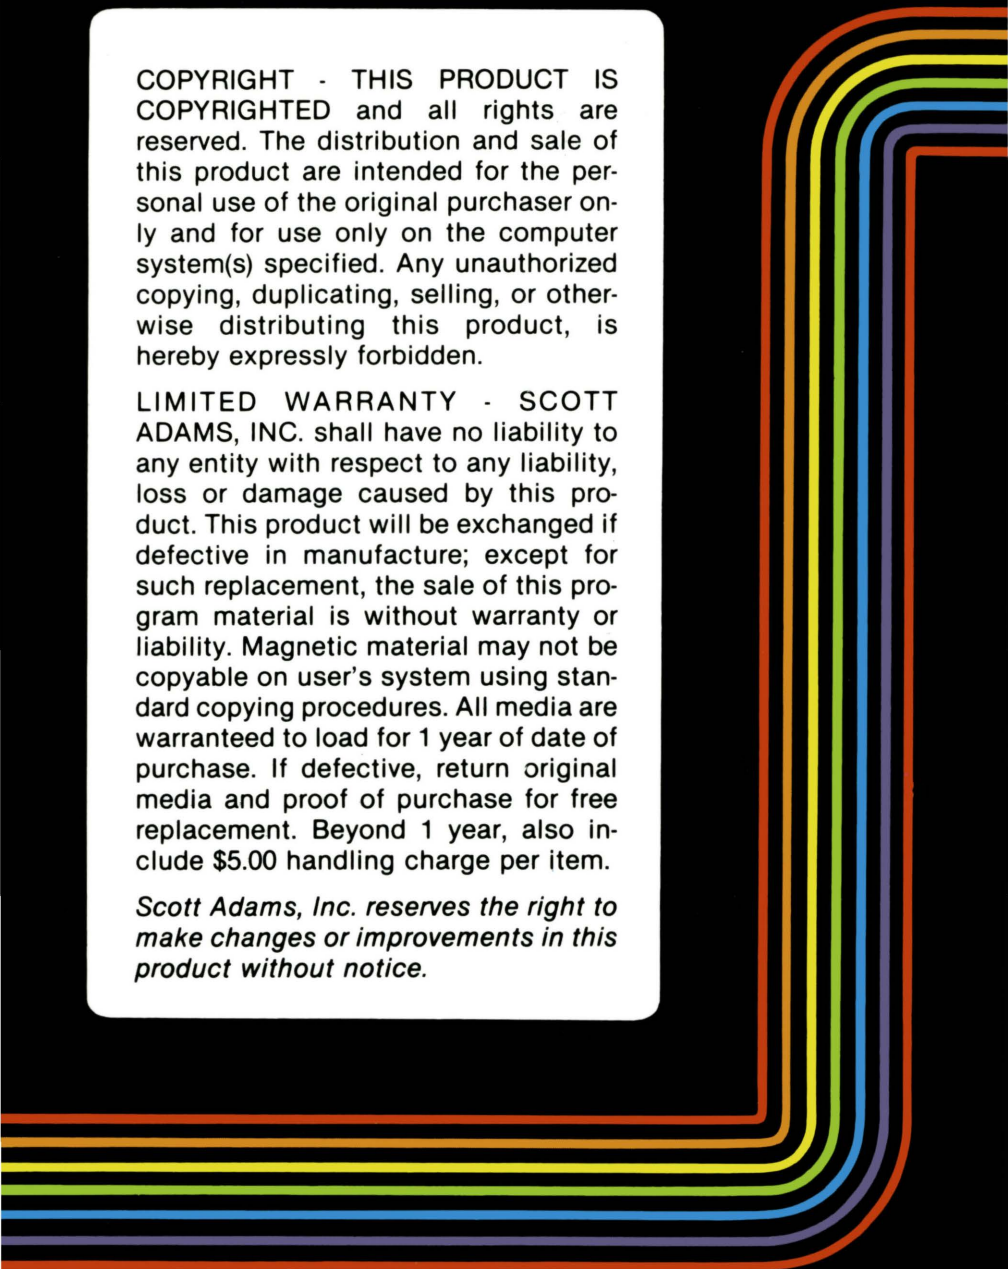 COPYRIGHT - THIS PRODUCT IS
COPYRIGHTED and all rights are
reserved. The distribution and sale of
this product are intended for the per-
sonal use of the original purchaser on-
ly and for use only on the computer
system(s) specified. Any unauthorized
copying, duplicating, selling, or other-
wise distributing this product, is
hereby expressly forbidden.
LIMITED WARRANTY - SCOTT
ADAMS, INC. shall have no liability to
any entity with respect to any liability,
loss or damage caused by this pro-
duct. This product will be exchanged if
defective in manufacture; except for
such replacement, the sale of this pro-
gram material is without warranty or
liability. Magnetic material may not be
copyable on user's system using stan-
dard copying procedures. All media are
warranteed to load for 1 year of date of
purchase. If defective, return original
media and proof of purchase for free
replacement. Beyond 1 year, also in-
clude $5.00 handling charge per item.
Scott Adams, Inc. reserves the right to
make changes or improvements in this
product without notice.